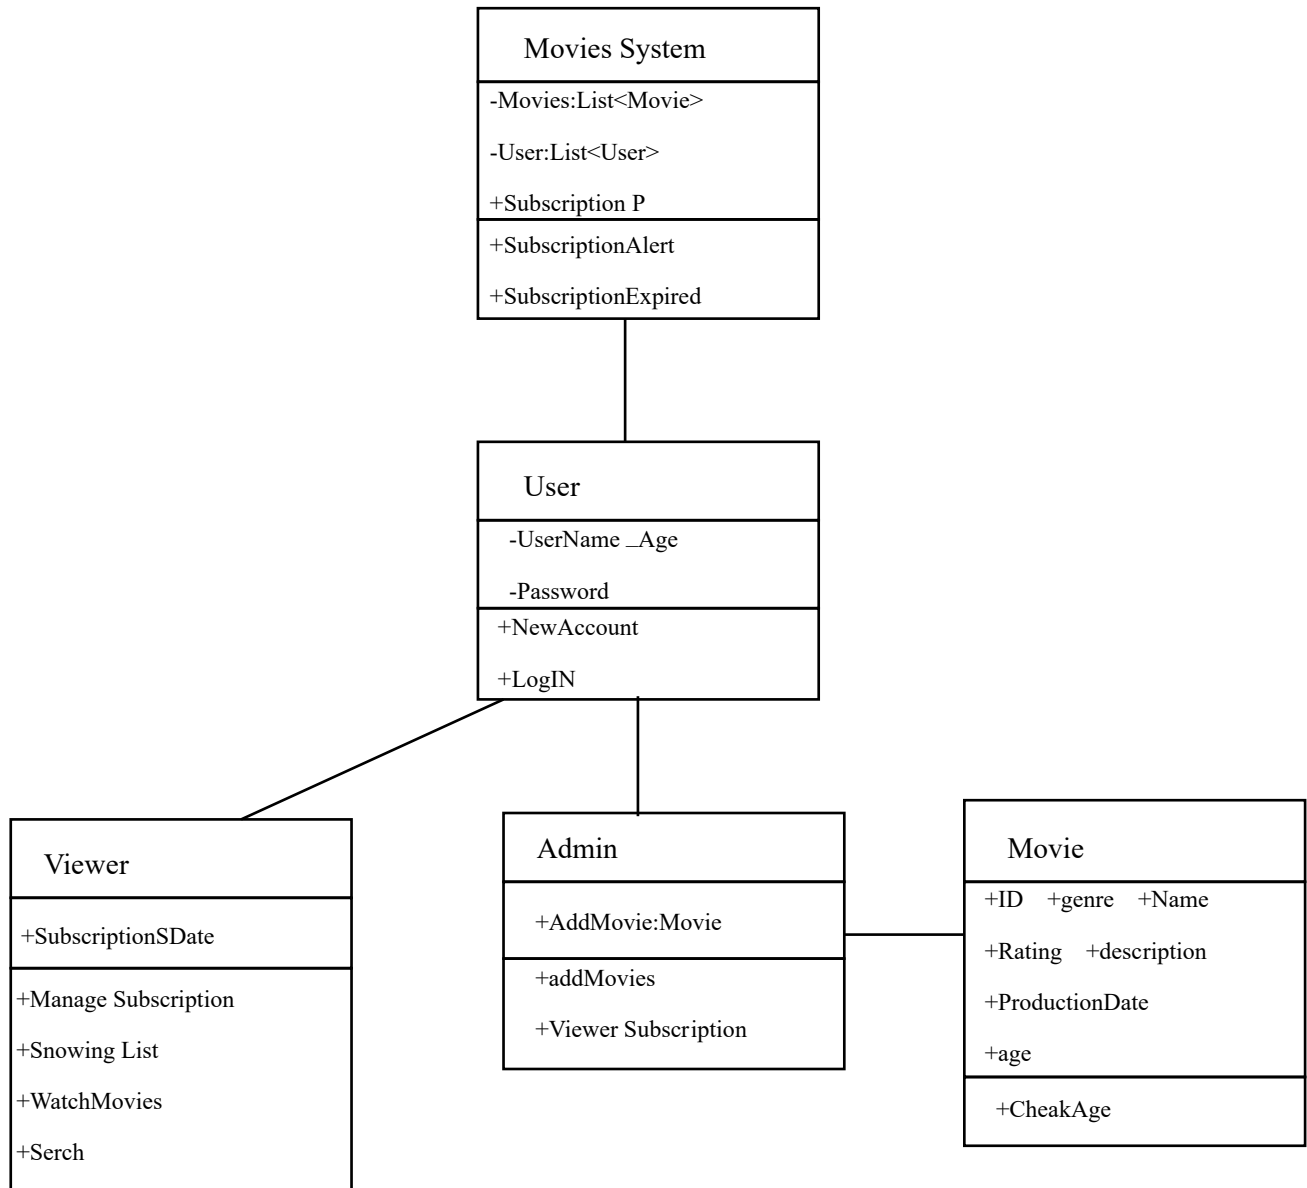 Movies System
-Movies:List<Movie>
-User:List<User>
+Subscription P
+SubscriptionAlert
+SubscriptionExpired
User
-UserName _Age
-Password
+NewAccount
+LogIN
Viewer
+SubscriptionSDate
+Manage Subscription
+Snowing List
+WatchMovies
+Serch
Admin
+AddMovie:Movie
+addMovies
+Viewer Subscription
Movie
+ID +genre +Name
+Rating +description
+ProductionDate
+age
+CheakAge